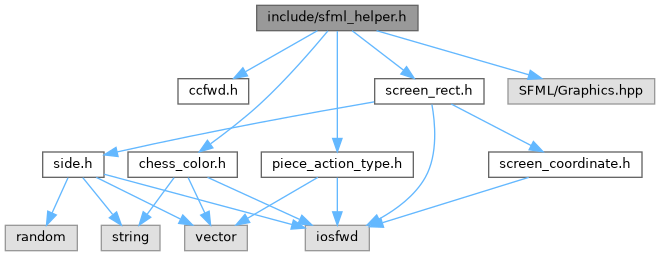 include/sfml_helper.h
ccfwd.h
screen_rect.h
SFML/Graphics.hpp
side.h
chess_color.h
piece_action_type.h
screen_coordinate.h
random
string
vector
iosfwd